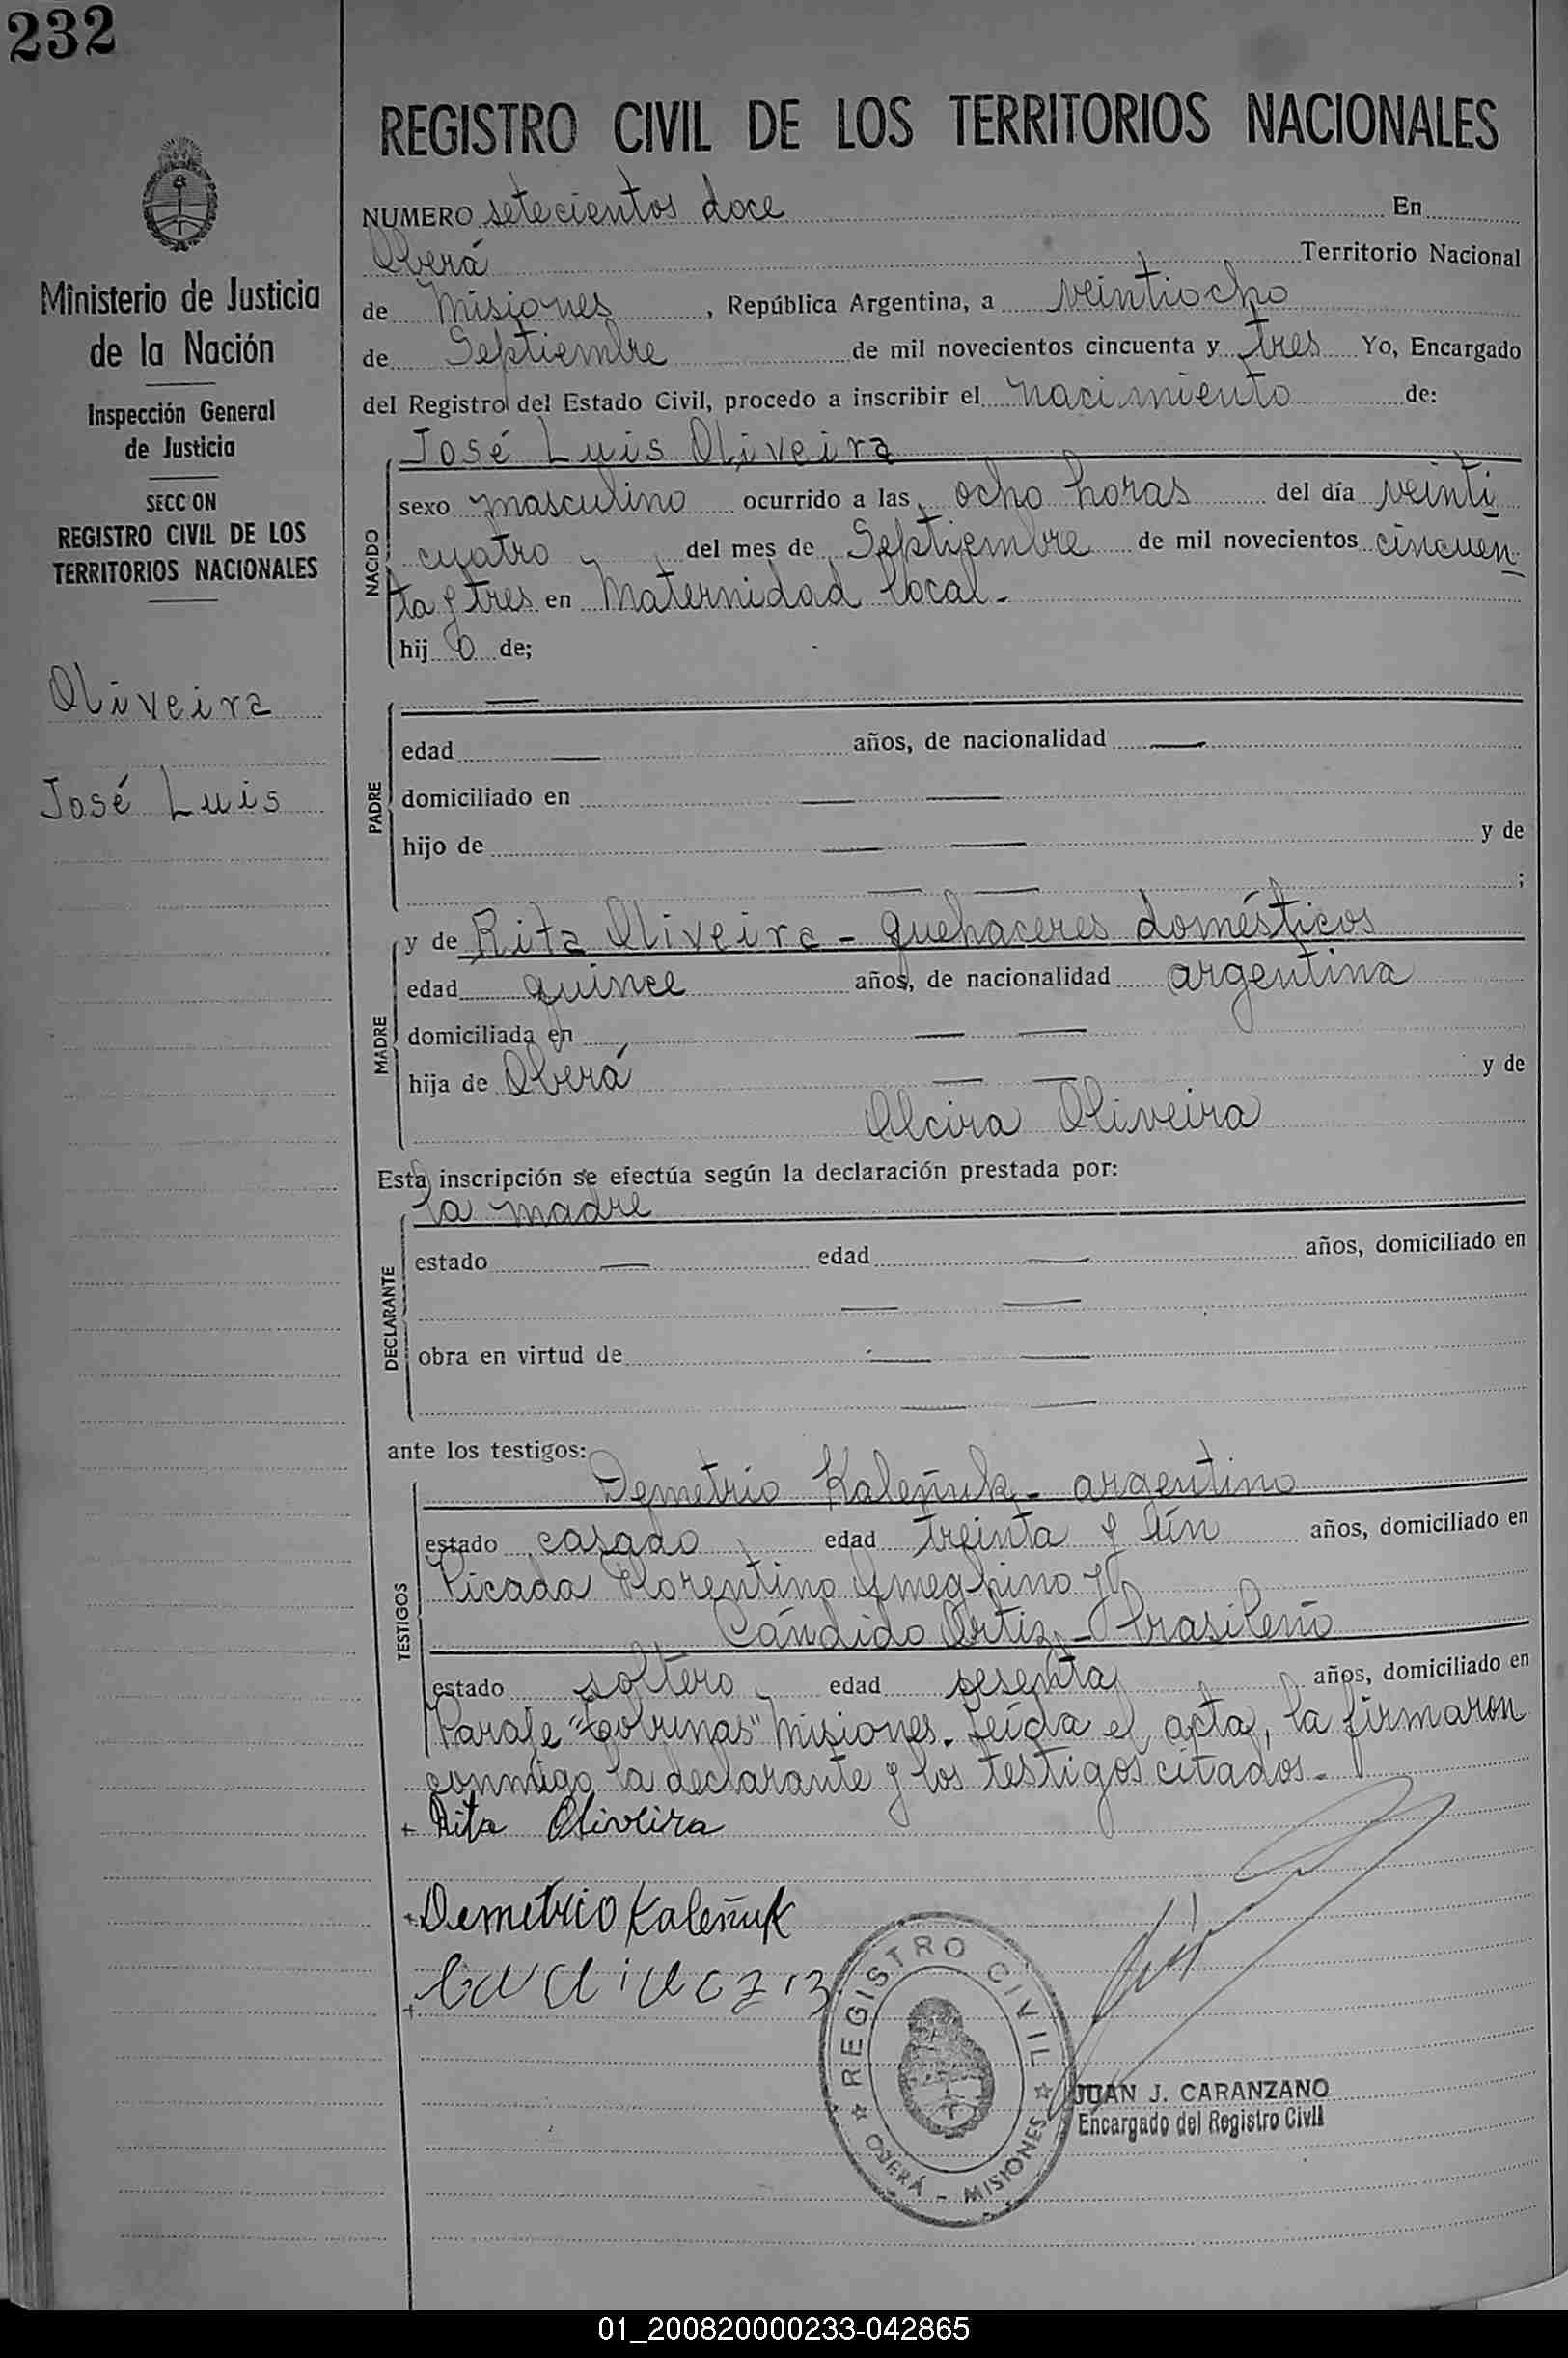 232
REGISTRO CIVIL DE LOS TERRITORIOS NACIONALES
NUMERO setecientos doce En
Oberá Territorio Nacional
de Misiones, República Argentina, a veintiocho
de Septiembre de mil novecientos cincuenta y tres Yo, Encargado
del Registro del Estado Civil, procedo a inscribir el nacimiento de:
Ministerio de Justicia
de la Nación
Inspección General
de Justicia
SECCION
REGISTRO CIVIL DE LOS
TERRITORIOS NACIONALES
Oliveira
José Luis
NACIDO
José Luis Oliveira
sexo masculino ocurrido a las ocho horas del día veinti
cuatro del mes de Septiembre de mil novecientos cincuen
ta y tres en Maternidad local.-
hij o de;
PADRE
—
edad — años, de nacionalidad —
domiciliado en — —
hijo de — — y de
— — ;
MADRE
y de Rita Oliveira - quehaceres domésticos
edad quince años, de nacionalidad argentina
domiciliada en — —
hija de Oberá — — y de
Alcira Oliveira
Esta inscripción se efectúa según la declaración prestada por:
DECLARANTE
la madre
estado — edad — años, domiciliado en
— —
obra en virtud de — —
— —
ante los testigos:
TESTIGOS
Demetrio Kaleñuk - argentino
estado casado edad treinta y ún años, domiciliado en
Picada Florentino Ameghino y
Cándido Ortiz - brasileño
estado soltero edad sesenta años, domiciliado en
Paraje Misiones. Leída el acta, la firmaron
conmigo la declarante y los testigos citados.-
+ Rita Oliveira
+ Demetrio Kaleñuk
+
REGISTRO CIVIL
OBERÁ - MISIONES
JUAN J. CARANZANO
Encargado del Registro Civil
01_200820000233-042865